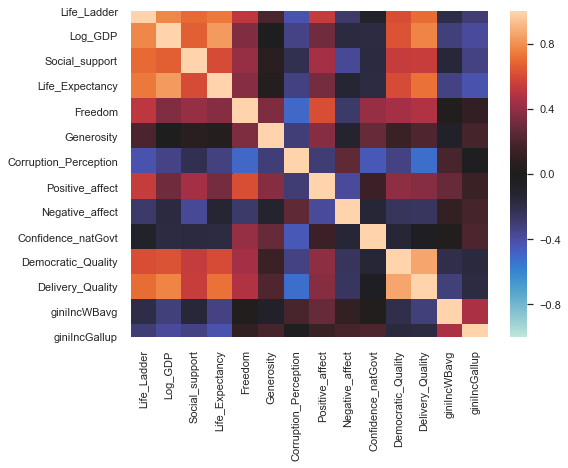 Life_Ladder
Log_GDP
Social_support
Life_Expectancy
Freedom
Generosity
Corruption_Perception
Positive_affect
Negative_affect
Confidence_natGovt
Democratic_Quality
Delivery_Quality
giniIncWBavg
giniIncGallup
Life_Ladder
Log_GDP
Social_support
Life_Expectancy
Freedom
Generosity
Corruption_Perception
Positive_affect
Negative_affect
Confidence_natGovt
Democratic_Quality
Delivery_Quality
giniIncWBavg
giniIncGallup
0.8
0.4
0.0
−0.4
−0.8